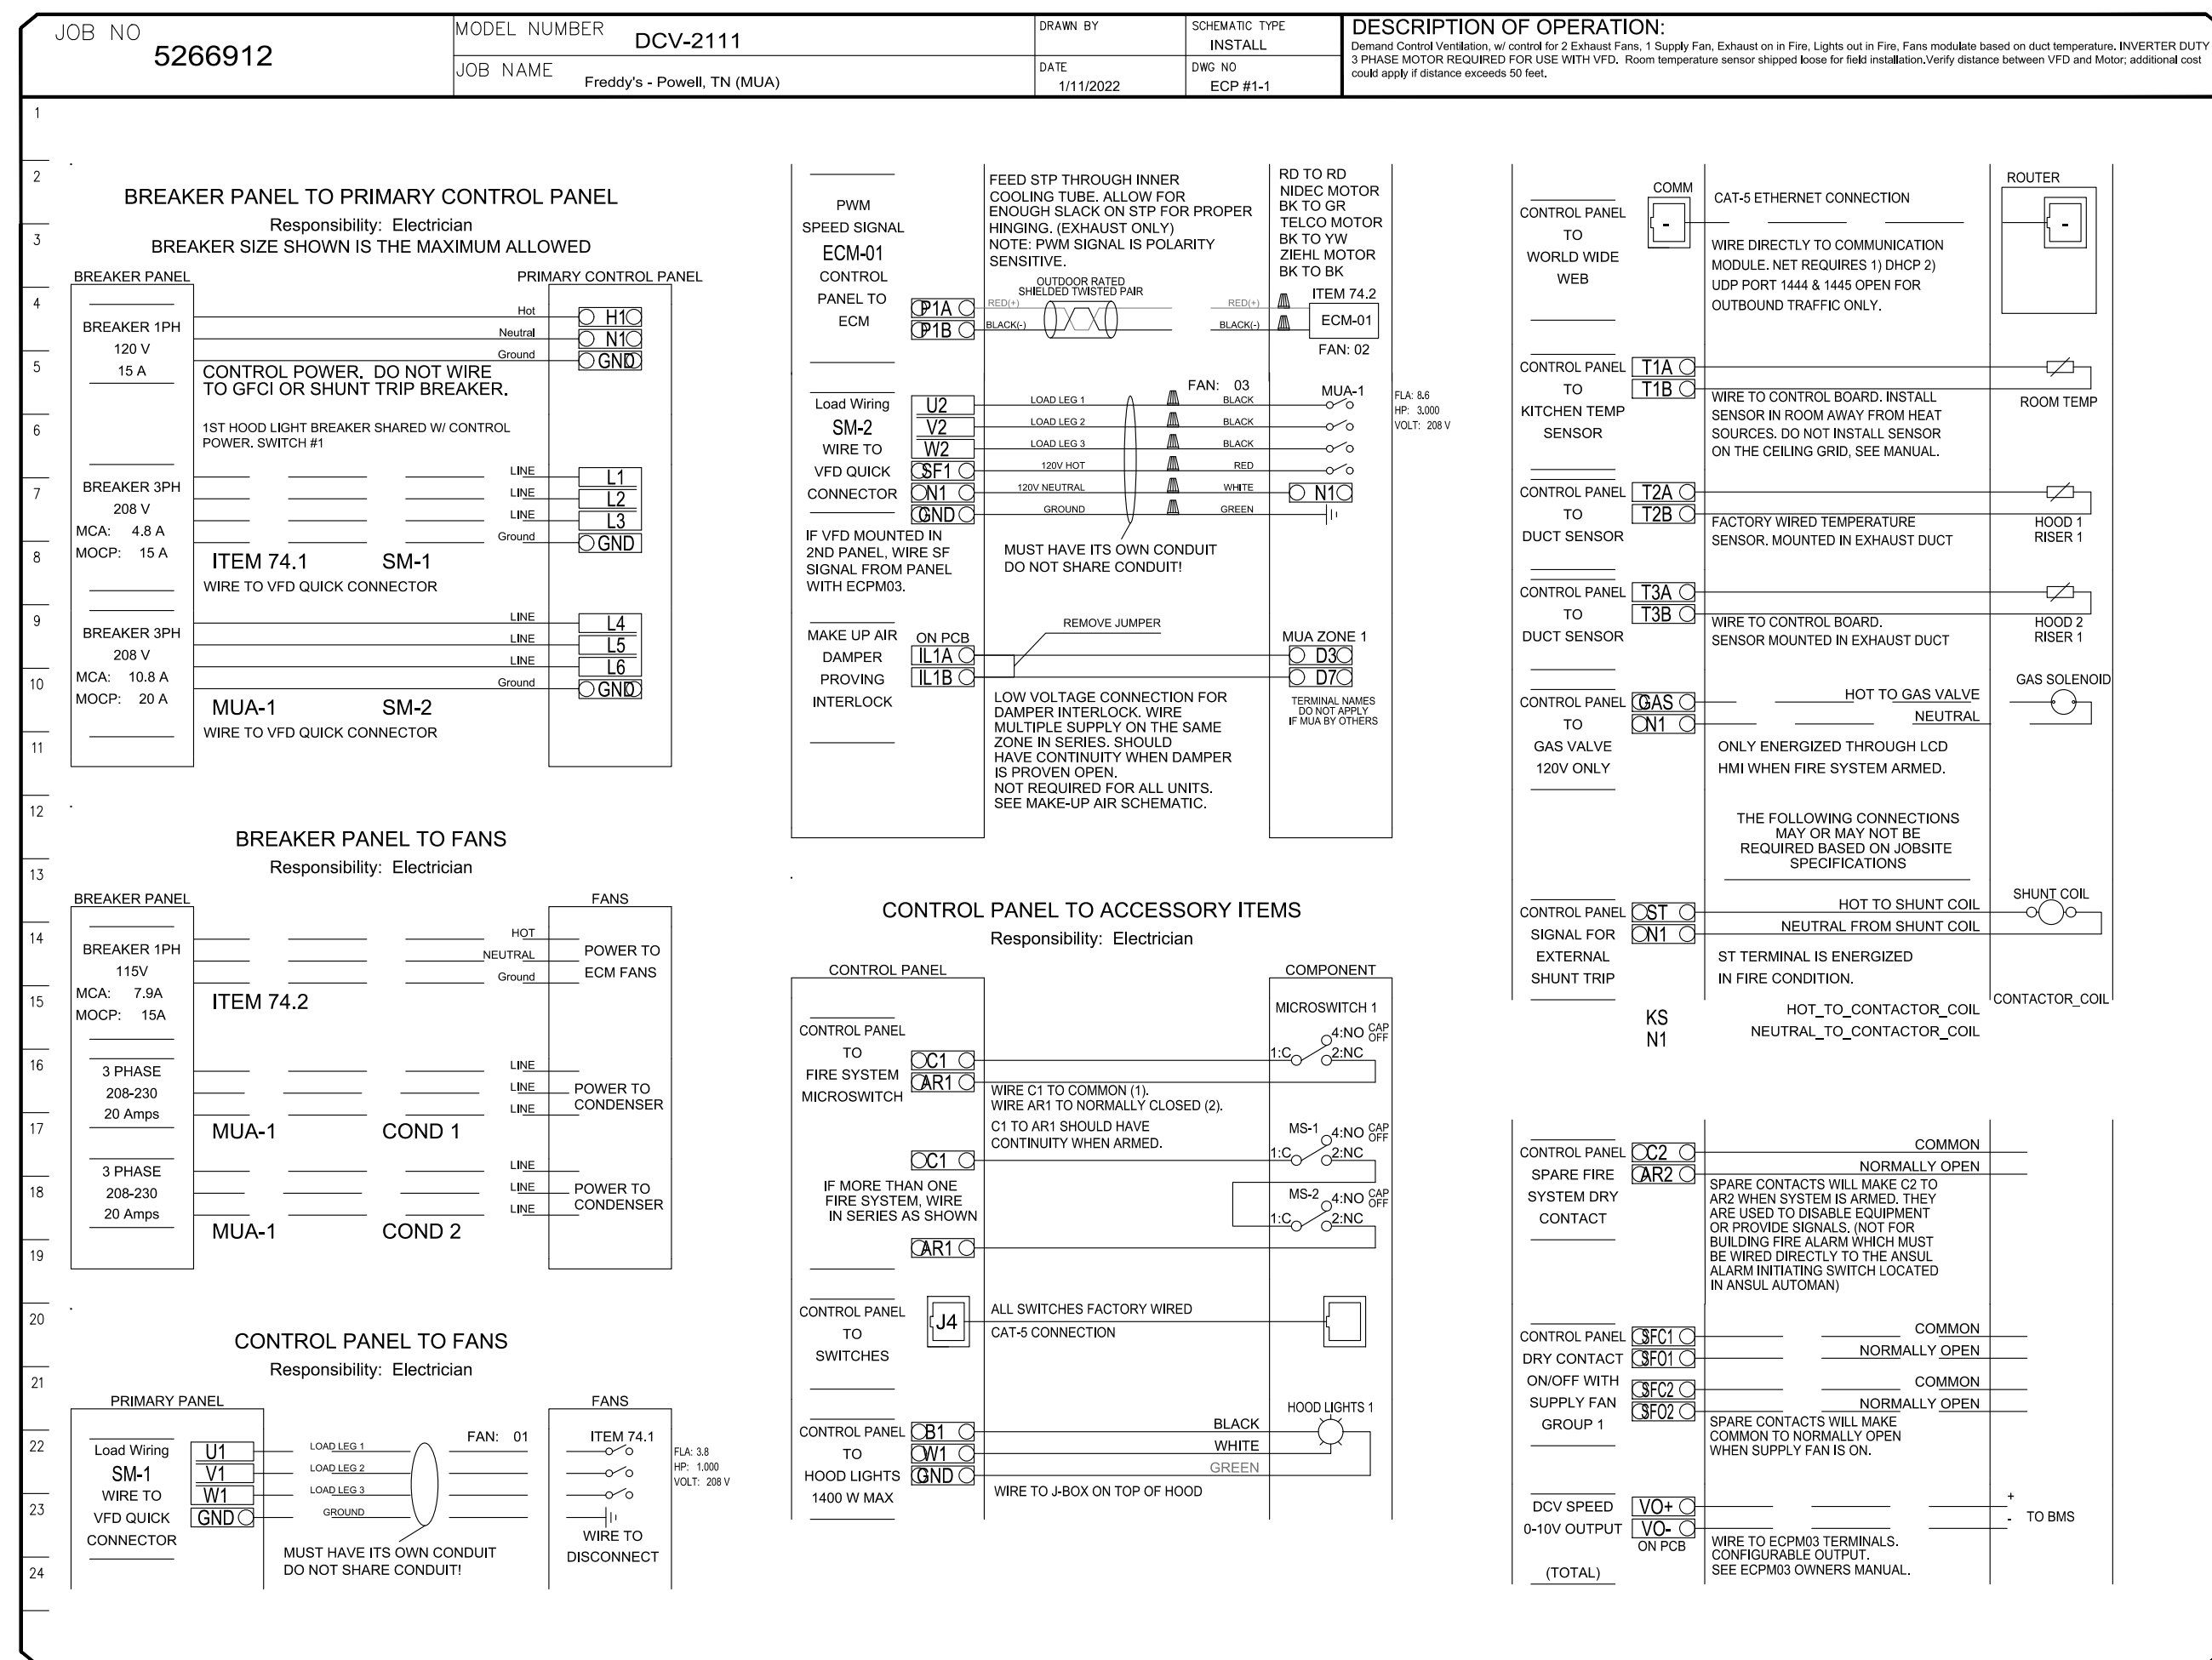 JOB NO
5266912
MODEL NUMBER
DCV-2111
JOB NAME
Freddy's - Powell, TN (MUA)
DRAWN BY
DATE
1/11/2022
SCHEMATIC TYPE
INSTALL
DWG NO
ECP #1-1
DESCRIPTION OF OPERATION:
Demand Control Ventilation, w/ control for 2 Exhaust Fans, 1 Supply Fan, Exhaust on in Fire, Lights out in Fire, Fans modulate based on duct temperature. INVERTER DUTY
3 PHASE MOTOR REQUIRED FOR USE WITH VFD. Room temperature sensor shipped loose for field installation.Verify distance between VFD and Motor; additional cost
could apply if distance exceeds 50 feet.
1
2
3
4
5
6
7
8
9
10
11
12
13
14
15
16
17
18
19
20
21
22
23
24
BREAKER PANEL TO PRIMARY CONTROL PANEL
Responsibility: Electrician
BREAKER SIZE SHOWN IS THE MAXIMUM ALLOWED
BREAKER PANEL
PRIMARY CONTROL PANEL
BREAKER 1PH
120 V
15 A
Hot
H1
Neutral
N1
Ground
GND
CONTROL POWER. DO NOT WIRE
TO GFCI OR SHUNT TRIP BREAKER.
1ST HOOD LIGHT BREAKER SHARED W/ CONTROL
POWER. SWITCH #1
BREAKER 3PH
208 V
MCA: 4.8 A
MOCP: 15 A
LINE
L1
LINE
L2
LINE
L3
Ground
GND
ITEM 74.1
SM-1
WIRE TO VFD QUICK CONNECTOR
BREAKER 3PH
208 V
MCA: 10.8 A
MOCP: 20 A
LINE
L4
LINE
L5
LINE
L6
Ground
GND
MUA-1
SM-2
WIRE TO VFD QUICK CONNECTOR
BREAKER PANEL TO FANS
Responsibility: Electrician
BREAKER PANEL
FANS
BREAKER 1PH
115V
MCA: 7.9A
MOCP: 15A
HOT
NEUTRAL
Ground
POWER TO
ECM FANS
ITEM 74.2
3 PHASE
208-230
20 Amps
LINE
LINE
LINE
POWER TO
CONDENSER
MUA-1
COND 1
3 PHASE
208-230
20 Amps
LINE
LINE
LINE
POWER TO
CONDENSER
MUA-1
COND 2
CONTROL PANEL TO FANS
Responsibility: Electrician
PRIMARY PANEL
FANS
Load Wiring
SM-1
WIRE TO
VFD QUICK
CONNECTOR
U1
V1
W1
GND
LOAD LEG 1
LOAD LEG 2
LOAD LEG 3
GROUND
FAN: 01
ITEM 74.1
FLA: 3.8
HP: 1.000
VOLT: 208 V
WIRE TO
DISCONNECT
MUST HAVE ITS OWN CONDUIT
DO NOT SHARE CONDUIT!
PWM
SPEED SIGNAL
ECM-01
CONTROL
PANEL TO
ECM
FEED STP THROUGH INNER
COOLING TUBE. ALLOW FOR
ENOUGH SLACK ON STP FOR PROPER
HINGING. (EXHAUST ONLY)
NOTE: PWM SIGNAL IS POLARITY
SENSITIVE.
OUTDOOR RATED
SHIELDED TWISTED PAIR
RD TO RD
NIDEC MOTOR
BK TO GR
TELCO MOTOR
BK TO YW
ZIEHL MOTOR
BK TO BK
P1A
P1B
RED(+)
BLACK(-)
RED(+)
BLACK(-)
ITEM 74.2
ECM-01
FAN: 02
Load Wiring
SM-2
WIRE TO
VFD QUICK
CONNECTOR
FAN: 03
MUA-1
FLA: 8.6
HP: 3.000
VOLT: 208 V
U2
LOAD LEG 1
BLACK
V2
LOAD LEG 2
BLACK
W2
LOAD LEG 3
BLACK
SF1
120V HOT
RED
N1
120V NEUTRAL
WHITE
N1
GND
GROUND
GREEN
IF VFD MOUNTED IN
2ND PANEL, WIRE SF
SIGNAL FROM PANEL
WITH ECPM03.
MUST HAVE ITS OWN CONDUIT
DO NOT SHARE CONDUIT!
MAKE UP AIR
DAMPER
PROVING
INTERLOCK
ON PCB
IL1A
IL1B
REMOVE JUMPER
MUA ZONE 1
D3
D7
TERMINAL NAMES
DO NOT APPLY
IF MUA BY OTHERS
LOW VOLTAGE CONNECTION FOR
DAMPER INTERLOCK. WIRE
MULTIPLE SUPPLY ON THE SAME
ZONE IN SERIES. SHOULD
HAVE CONTINUITY WHEN DAMPER
IS PROVEN OPEN.
NOT REQUIRED FOR ALL UNITS.
SEE MAKE-UP AIR SCHEMATIC.
CONTROL PANEL TO ACCESSORY ITEMS
Responsibility: Electrician
CONTROL PANEL
COMPONENT
CONTROL PANEL
TO
FIRE SYSTEM
MICROSWITCH
C1
AR1
MICROSWITCH 1
4:NO CAP OFF
1:C
2:NC
WIRE C1 TO COMMON (1).
WIRE AR1 TO NORMALLY CLOSED (2).
C1 TO AR1 SHOULD HAVE
CONTINUITY WHEN ARMED.
C1
MS-1
4:NO CAP OFF
1:C
2:NC
IF MORE THAN ONE
FIRE SYSTEM, WIRE
IN SERIES AS SHOWN
MS-2
4:NO CAP OFF
1:C
2:NC
AR1
CONTROL PANEL
TO
SWITCHES
J4
ALL SWITCHES FACTORY WIRED
CAT-5 CONNECTION
CONTROL PANEL
TO
HOOD LIGHTS
1400 W MAX
B1
W1
GND
BLACK
WHITE
GREEN
HOOD LIGHTS 1
WIRE TO J-BOX ON TOP OF HOOD
CONTROL PANEL
TO
WORLD WIDE
WEB
COMM
CAT-5 ETHERNET CONNECTION
ROUTER
WIRE DIRECTLY TO COMMUNICATION
MODULE. NET REQUIRES 1) DHCP 2)
UDP PORT 1444 & 1445 OPEN FOR
OUTBOUND TRAFFIC ONLY.
CONTROL PANEL
TO
KITCHEN TEMP
SENSOR
T1A
T1B
WIRE TO CONTROL BOARD. INSTALL
SENSOR IN ROOM AWAY FROM HEAT
SOURCES. DO NOT INSTALL SENSOR
ON THE CEILING GRID, SEE MANUAL.
ROOM TEMP
CONTROL PANEL
TO
DUCT SENSOR
T2A
T2B
FACTORY WIRED TEMPERATURE
SENSOR. MOUNTED IN EXHAUST DUCT
HOOD 1
RISER 1
CONTROL PANEL
TO
DUCT SENSOR
T3A
T3B
WIRE TO CONTROL BOARD.
SENSOR MOUNTED IN EXHAUST DUCT
HOOD 2
RISER 1
CONTROL PANEL
TO
GAS VALVE
120V ONLY
GAS
N1
HOT TO GAS VALVE
NEUTRAL
GAS SOLENOID
ONLY ENERGIZED THROUGH LCD
HMI WHEN FIRE SYSTEM ARMED.
THE FOLLOWING CONNECTIONS
MAY OR MAY NOT BE
REQUIRED BASED ON JOBSITE
SPECIFICATIONS
CONTROL PANEL
SIGNAL FOR
EXTERNAL
SHUNT TRIP
ST
N1
HOT TO SHUNT COIL
NEUTRAL FROM SHUNT COIL
SHUNT COIL
ST TERMINAL IS ENERGIZED
IN FIRE CONDITION.
KS
N1
HOT_TO_CONTACTOR_COIL
NEUTRAL_TO_CONTACTOR_COIL
CONTACTOR_COIL
CONTROL PANEL
SPARE FIRE
SYSTEM DRY
CONTACT
C2
AR2
COMMON
NORMALLY OPEN
SPARE CONTACTS WILL MAKE C2 TO
AR2 WHEN SYSTEM IS ARMED. THEY
ARE USED TO DISABLE EQUIPMENT
OR PROVIDE SIGNALS. (NOT FOR
BUILDING FIRE ALARM WHICH MUST
BE WIRED DIRECTLY TO THE ANSUL
ALARM INITIATING SWITCH LOCATED
IN ANSUL AUTOMAN)
CONTROL PANEL
DRY CONTACT
ON/OFF WITH
SUPPLY FAN
GROUP 1
SFC1
SFO1
SFC2
SFO2
COMMON
NORMALLY OPEN
COMMON
NORMALLY OPEN
SPARE CONTACTS WILL MAKE
COMMON TO NORMALLY OPEN
WHEN SUPPLY FAN IS ON.
DCV SPEED
0-10V OUTPUT
(TOTAL)
VO+
VO-
ON PCB
+
-
TO BMS
WIRE TO ECPM03 TERMINALS.
CONFIGURABLE OUTPUT.
SEE ECPM03 OWNERS MANUAL.